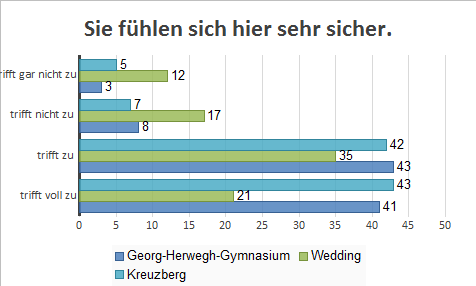 Sie fühlen sich hier sehr sicher.
rifft gar nicht zu
5
12
3
trifft nicht zu
7
17
8
trifft zu
42
35
43
trifft voll zu
43
21
41
0 5 10 15 20 25 30 35 40 45 50
Georg-Herwegh-Gymnasium Wedding
Kreuzberg